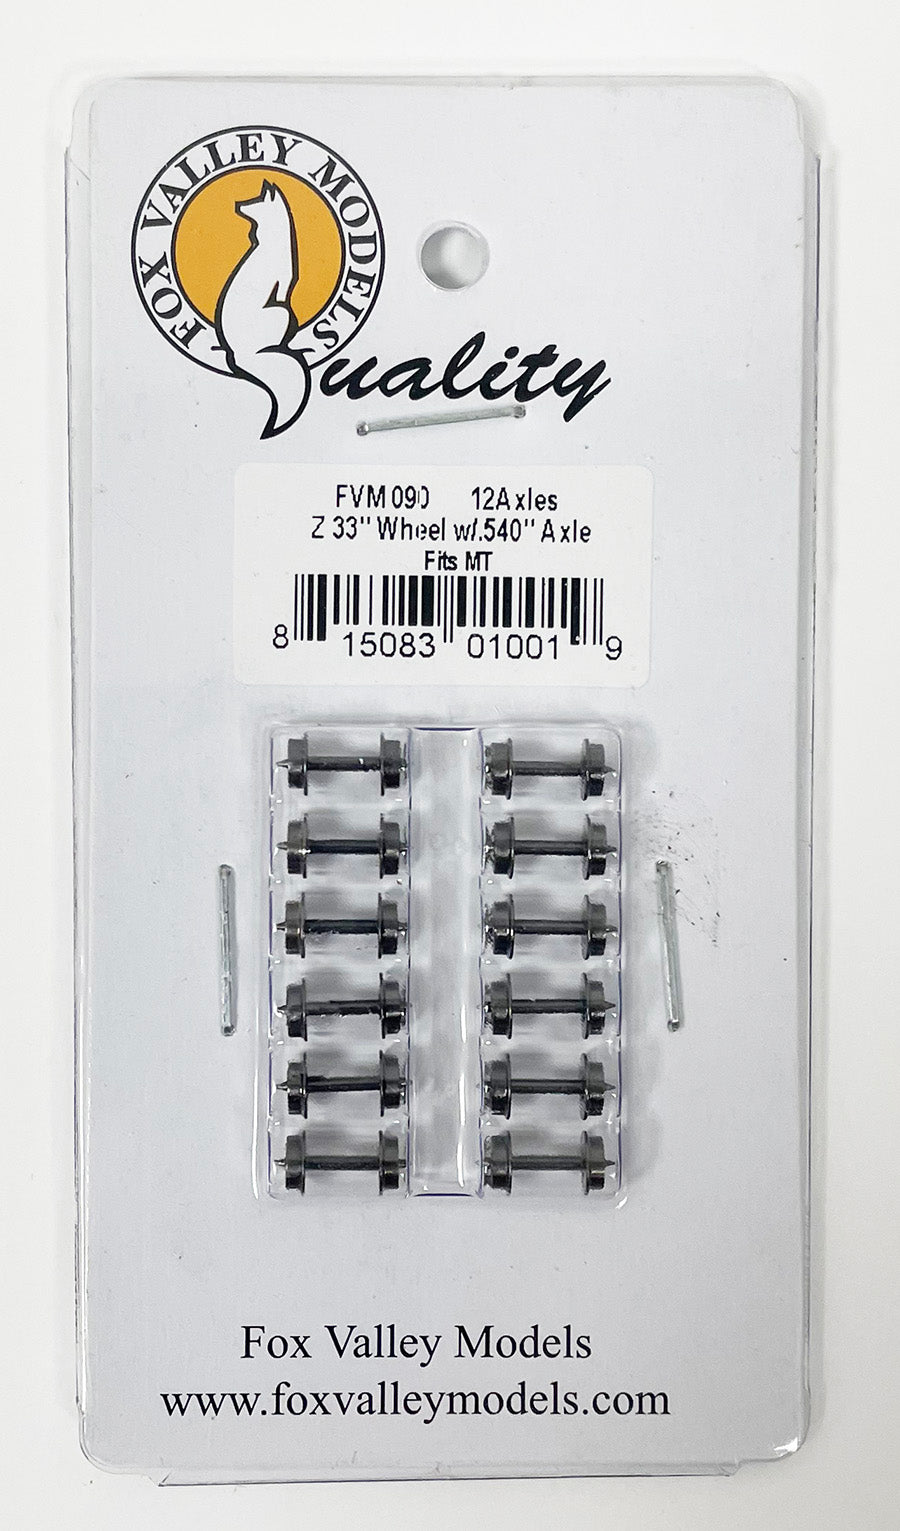 FOX VALLEY MODELS
Quality
FVM 090 12Axles
Z 33" Wheel w/.540" Axle
Fits MT
8 15083 01001 9
Fox Valley Models
www.foxvalleymodels.com